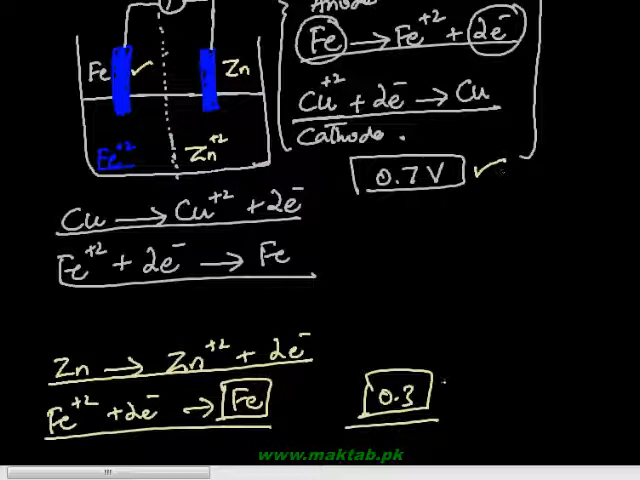 Anode
Fe → Fe+2 + 2e-
Cu+2 + 2e- → Cu
Cathode.
0.7 V
Fe
Zn
Fe+2
Zn+2
Cu → Cu+2 + 2e-
Fe+2 + 2e- → Fe
Zn → Zn+2 + 2e-
Fe+2 + 2e- → Fe
0.3
www.maktab.pk